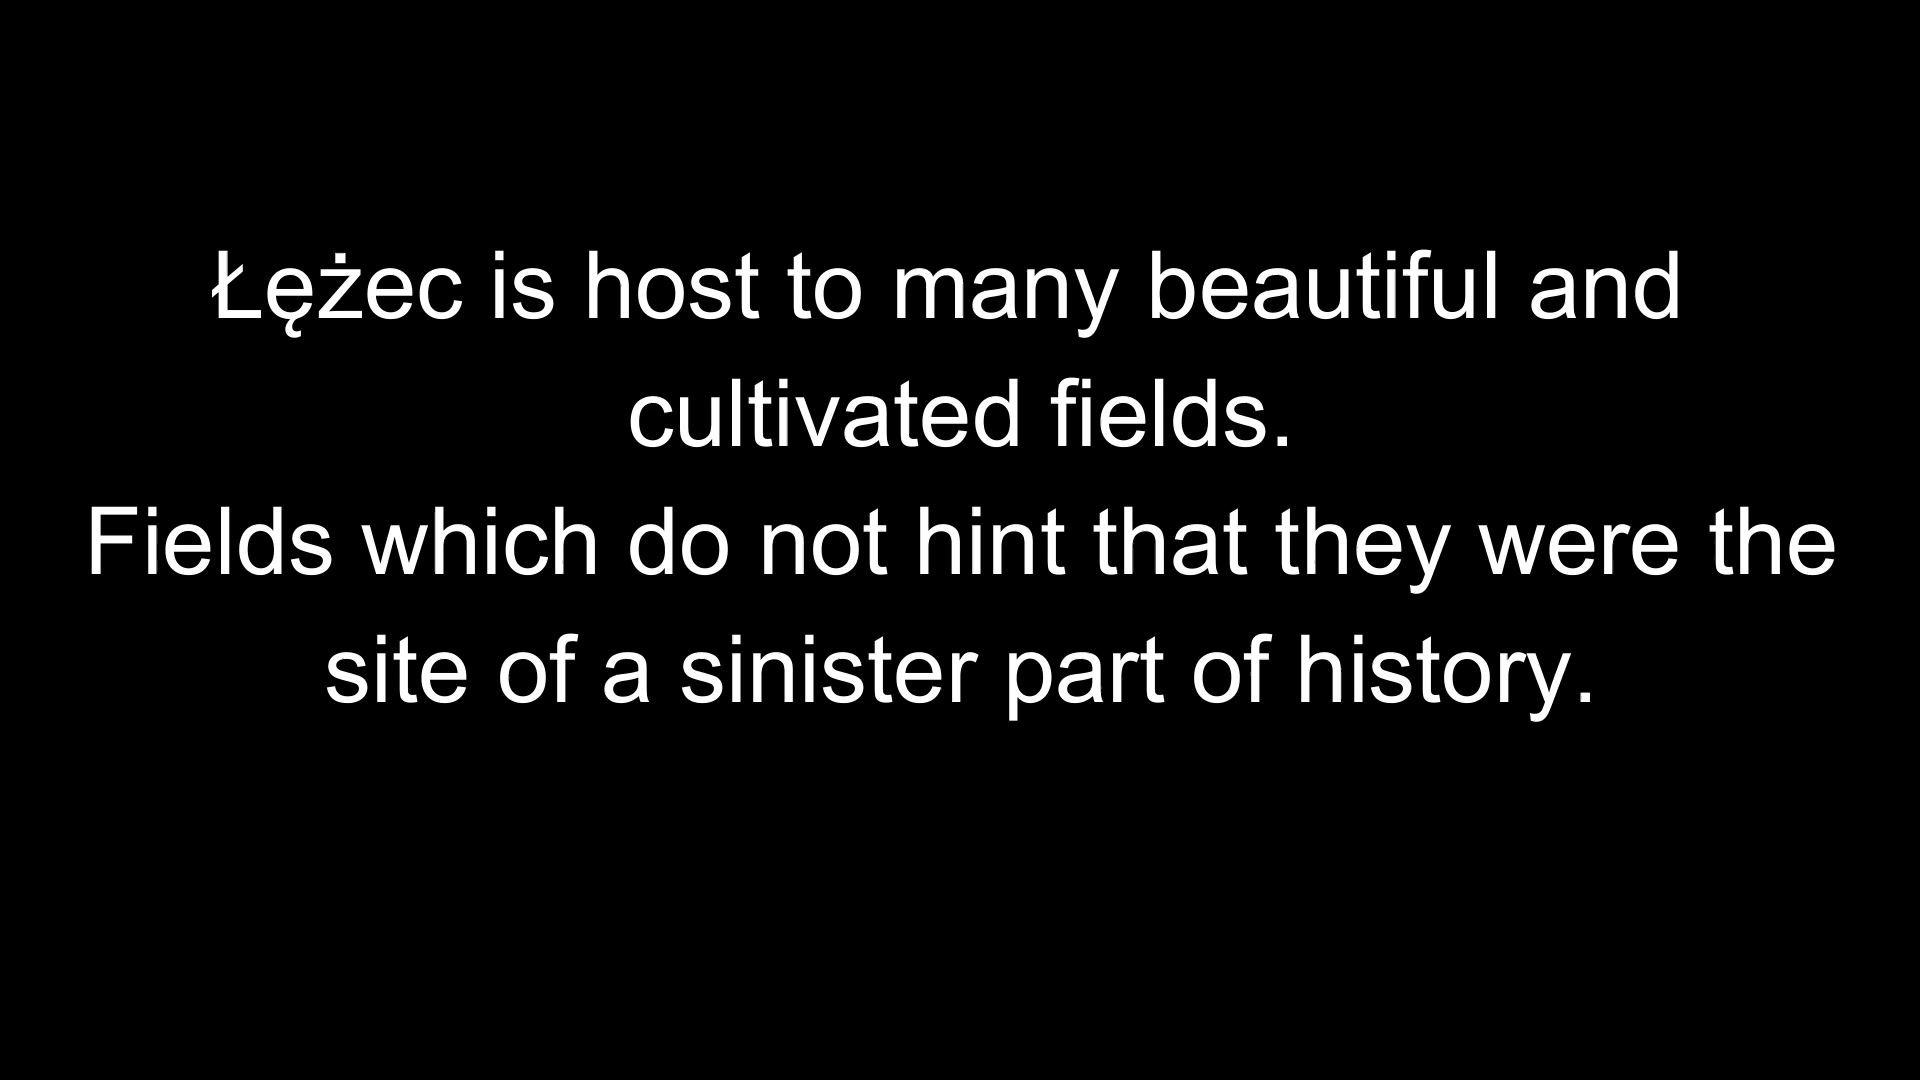 Łężec is host to many beautiful and
cultivated fields.
Fields which do not hint that they were the
site of a sinister part of history.